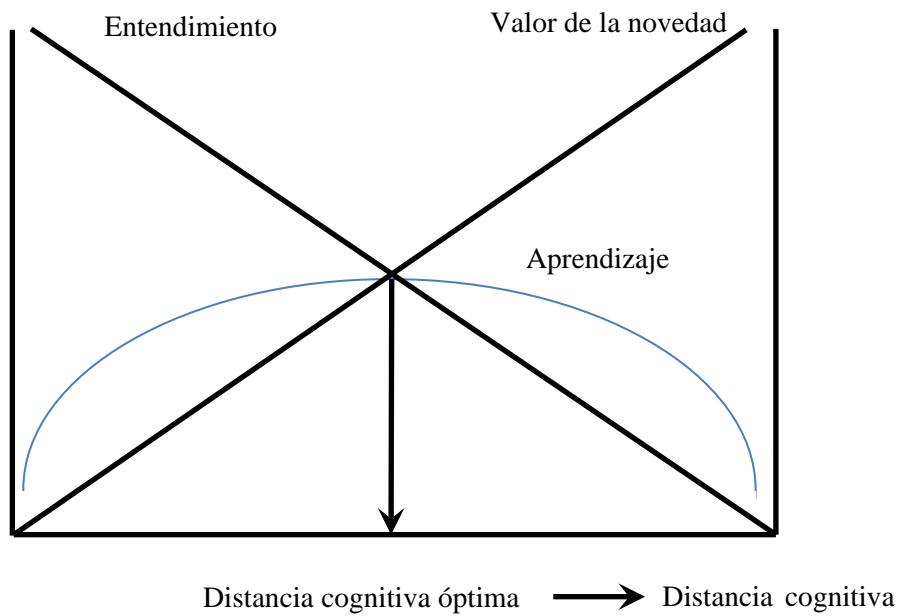 Entendimiento
Valor de la novedad
Aprendizaje
Distancia cognitiva óptima
Distancia cognitiva